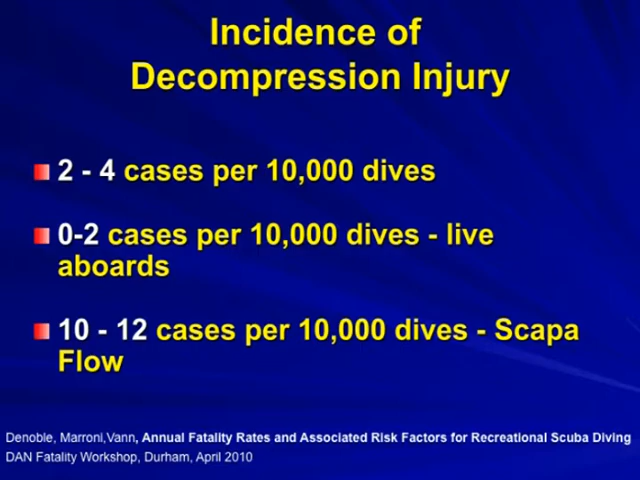 Incidence of
Decompression Injury
2 - 4 cases per 10,000 dives
0-2 cases per 10,000 dives - live
aboards
10 - 12 cases per 10,000 dives - Scapa
Flow
Denoble, Marroni,Vann, Annual Fatality Rates and Associated Risk Factors for Recreational Scuba Diving
DAN Fatality Workshop, Durham, April 2010